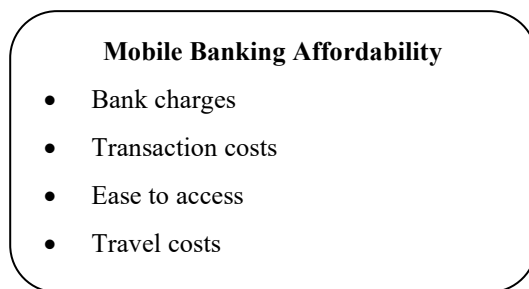 Mobile Banking Affordability
• Bank charges
• Transaction costs
• Ease to access
• Travel costs